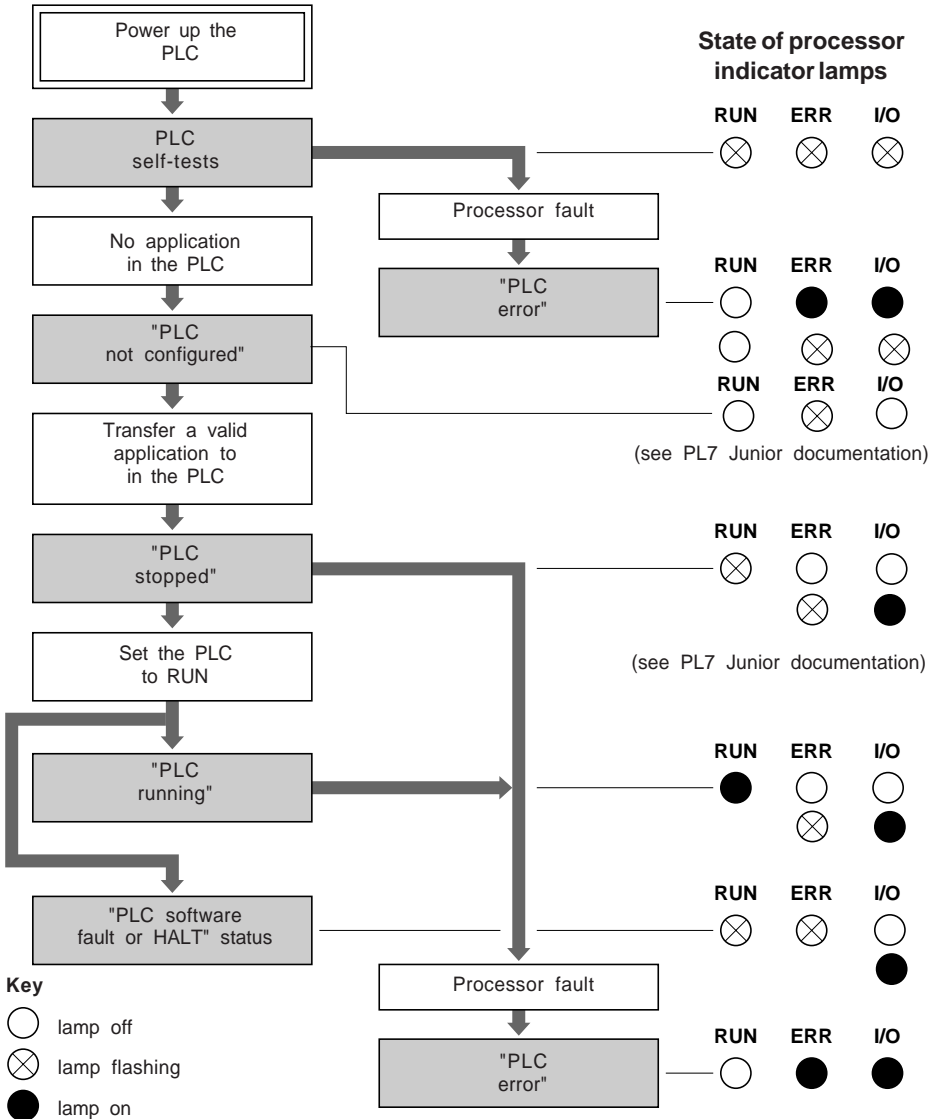 Power up the
PLC
State of processor
indicator lamps
RUN ERR I/O
PLC
self-tests
Processor fault
No application
in the PLC
RUN ERR I/O
"PLC
error"
"PLC
not configured"
RUN ERR I/O
Transfer a valid
application to
in the PLC
(see PL7 Junior documentation)
RUN ERR I/O
"PLC
stopped"
Set the PLC
to RUN
(see PL7 Junior documentation)
RUN ERR I/O
"PLC
running"
RUN ERR I/O
"PLC software
fault or HALT" status
Processor fault
Key
lamp off
lamp flashing
lamp on
RUN ERR I/O
"PLC
error"